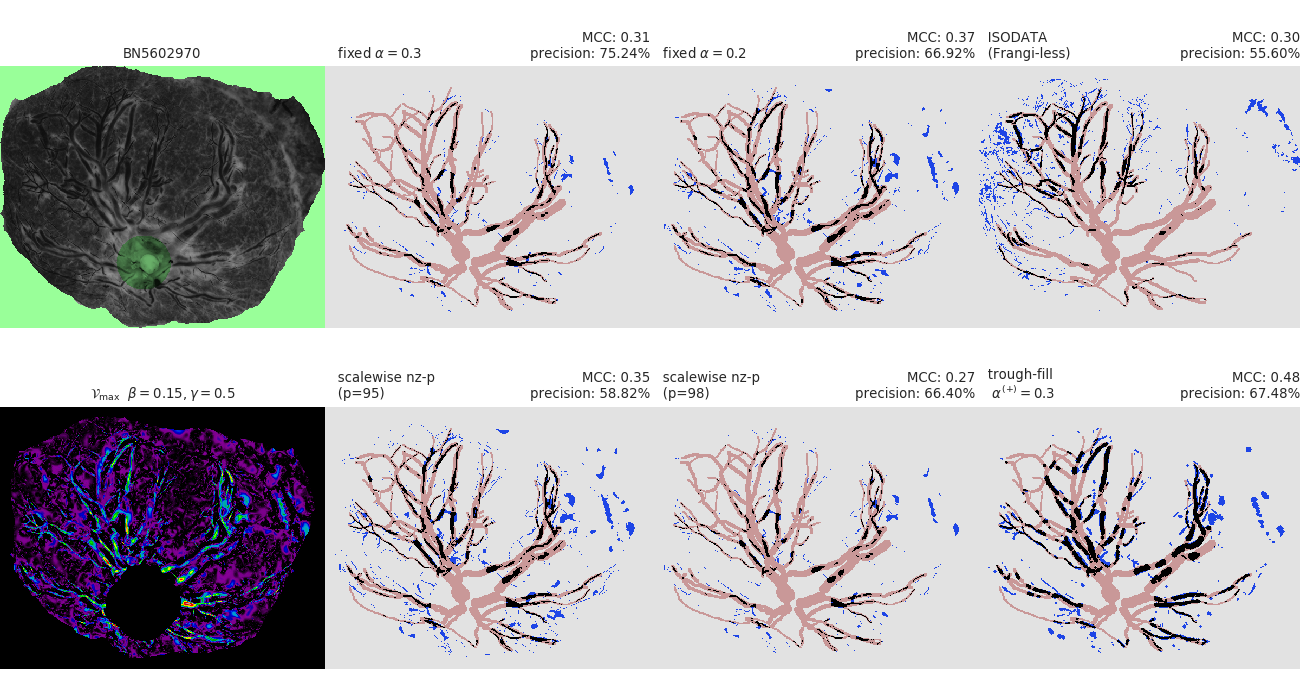 BN5602970
fixed α = 0.3
MCC: 0.31
precision: 75.24%
fixed α = 0.2
MCC: 0.37
precision: 66.92%
ISODATA
(Frangi-less)
MCC: 0.30
precision: 55.60%
𝒱max β = 0.15, γ = 0.5
scalewise nz-p
(p=95)
MCC: 0.35
precision: 58.82%
scalewise nz-p
(p=98)
MCC: 0.27
precision: 66.40%
trough-fill
α(+) = 0.3
MCC: 0.48
precision: 67.48%